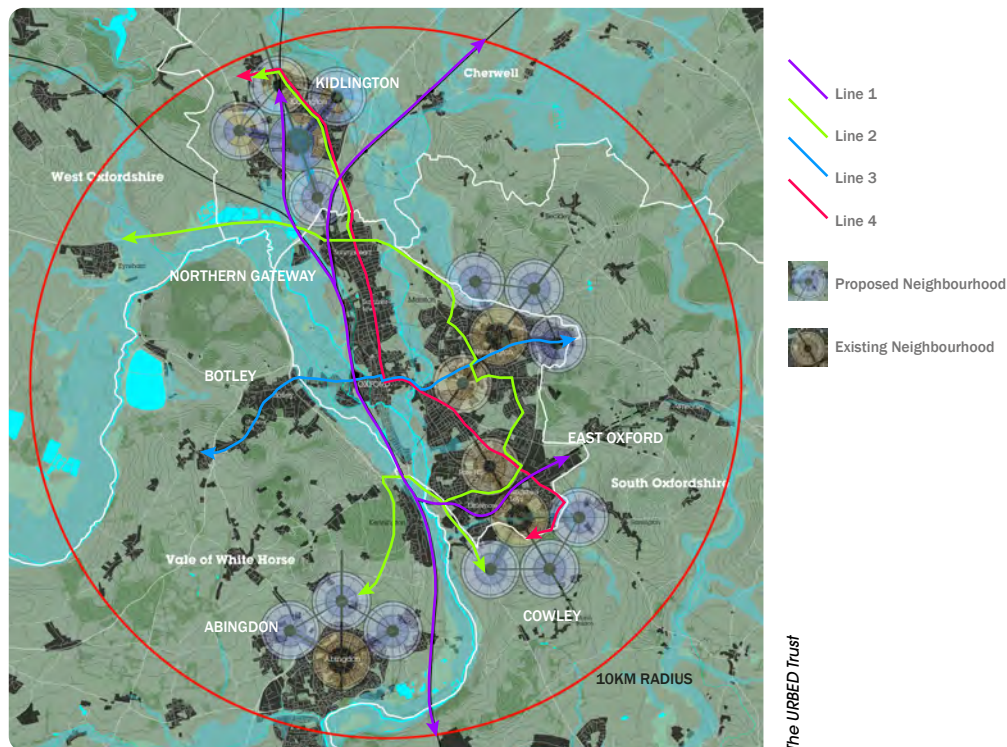 KIDLINGTON
Cherwell
West Oxfordshire
NORTHERN GATEWAY
BOTLEY
EAST OXFORD
South Oxfordshire
Vale of White Horse
ABINGDON
Abingdon
COWLEY
10KM RADIUS
Line 1
Line 2
Line 3
Line 4
Proposed Neighbourhood
Existing Neighbourhood
The URBED Trust